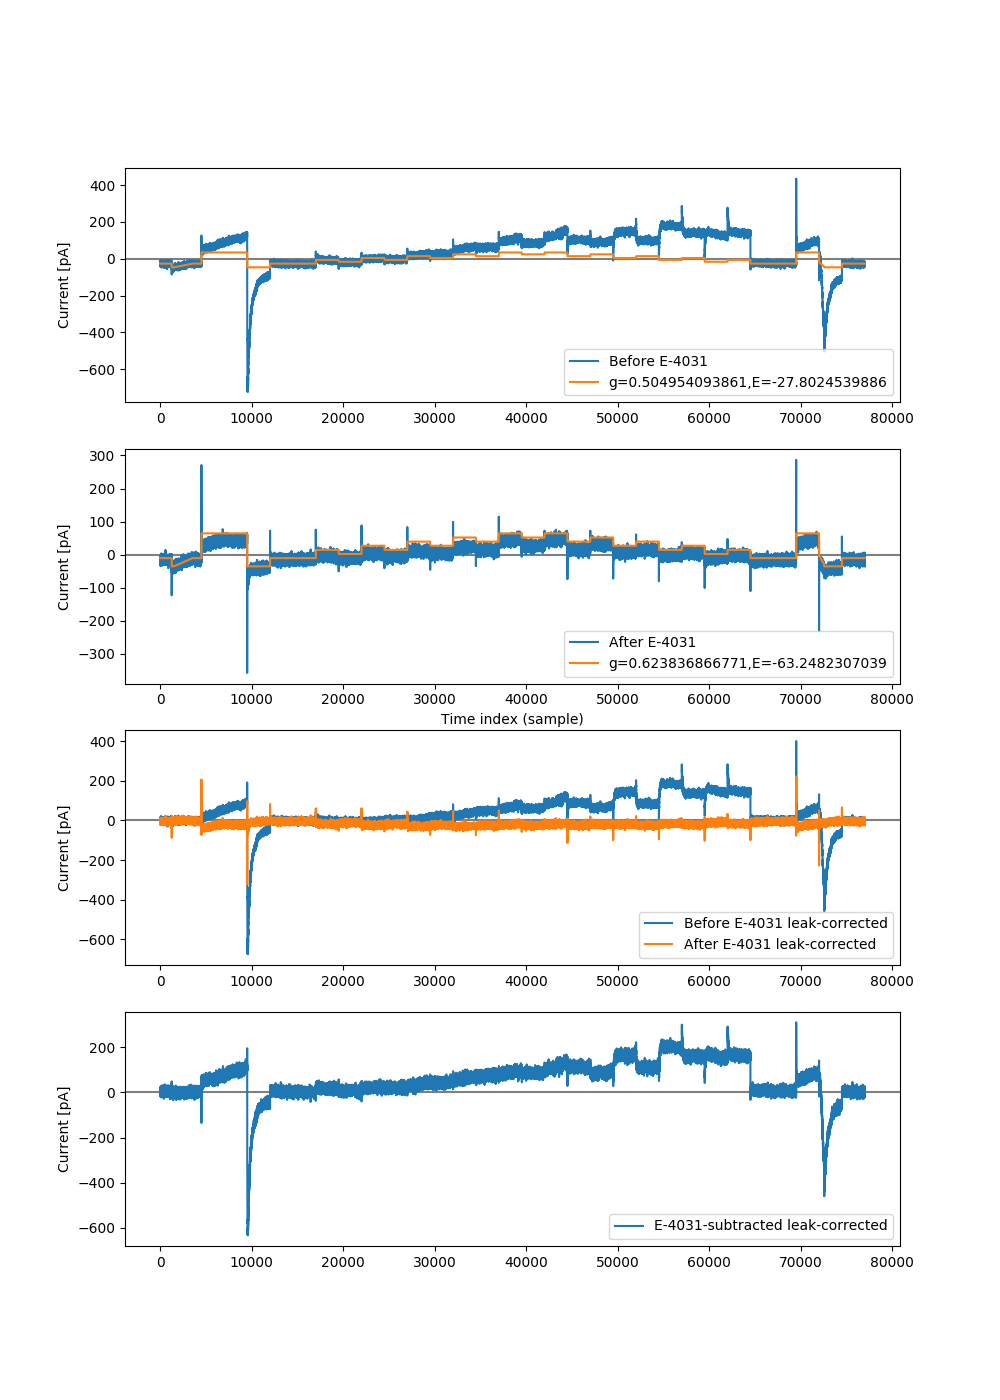 400
200
0
−200
−400
−600
Current [pA]
Before E-4031
g=0.504954093861,E=-27.8024539886
0 10000 20000 30000 40000 50000 60000 70000 80000
300
200
100
0
−100
−200
−300
Current [pA]
After E-4031
g=0.623836866771,E=-63.2482307039
0 10000 20000 30000 40000 50000 60000 70000 80000
Time index (sample)
400
200
0
−200
−400
−600
Current [pA]
Before E-4031 leak-corrected
After E-4031 leak-corrected
0 10000 20000 30000 40000 50000 60000 70000 80000
200
0
−200
−400
−600
Current [pA]
E-4031-subtracted leak-corrected
0 10000 20000 30000 40000 50000 60000 70000 80000